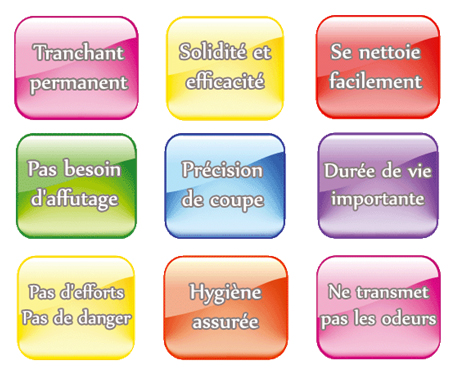 Tranchant
permanent
Solidité et
efficacité
Se nettoie
facilement
Pas besoin
d'affutage
Précision
de coupe
Durée de vie
importante
Pas d'efforts
Pas de danger
Hygiène
assurée
Ne transmet
pas les odeurs